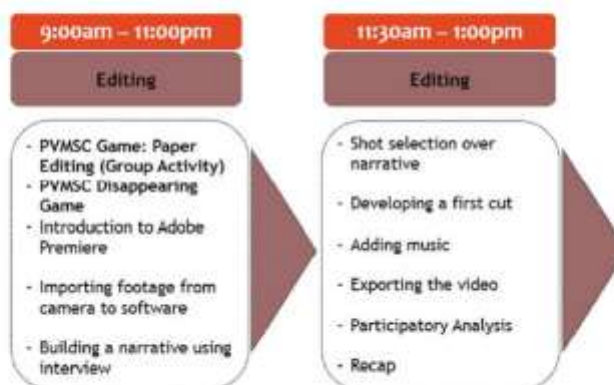 9:00am – 11:00pm
Editing
- PVMSC Game: Paper
Editing (Group Activity)
- PVMSC Disappearing
Game
- Introduction to Adobe
Premiere
- Importing footage from
camera to software
- Building a narrative using
interview
11:30am – 1:00pm
Editing
- Shot selection over
narrative
- Developing a first cut
- Adding music
- Exporting the video
- Participatory Analysis
- Recap